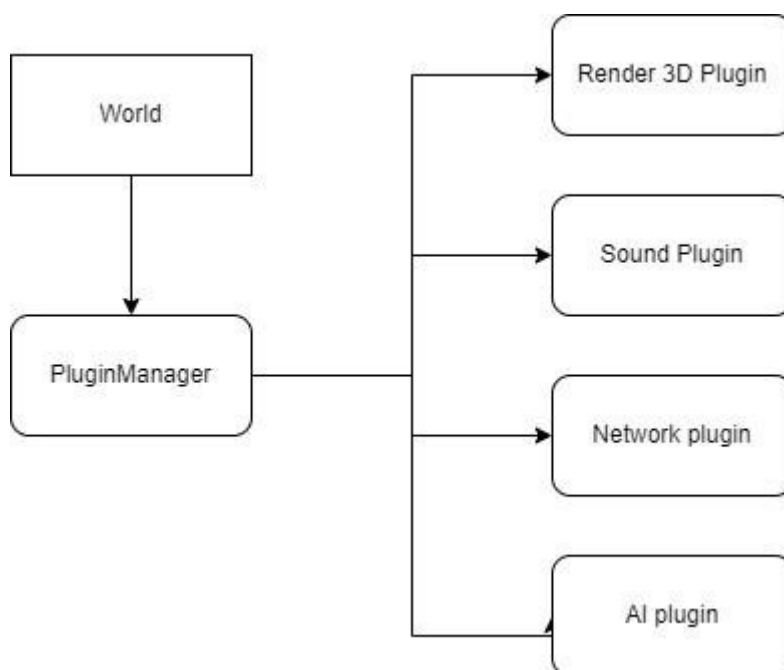 World
PluginManager
Render 3D Plugin
Sound Plugin
Network plugin
AI plugin